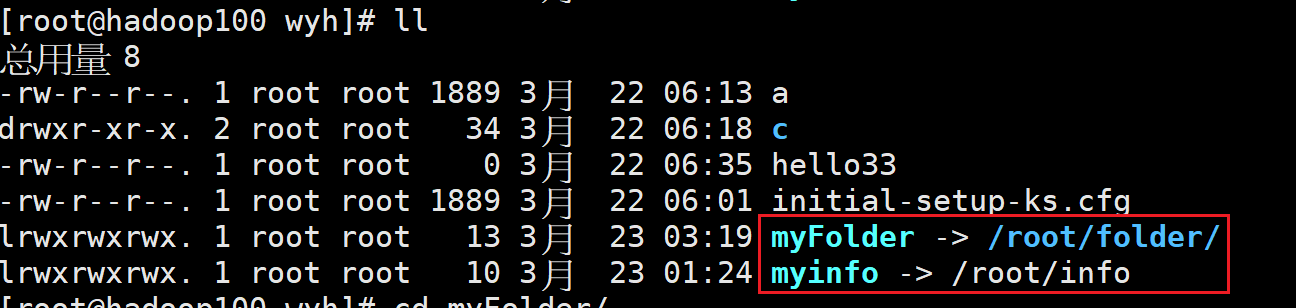 [root@hadoop100 wyh]# ll
总用量 8
-rw-r--r--. 1 root root 1889 3月  22 06:13 a
drwxr-xr-x. 2 root root   34 3月  22 06:18 c
-rw-r--r--. 1 root root    0 3月  22 06:35 hello33
-rw-r--r--. 1 root root 1889 3月  22 06:01 initial-setup-ks.cfg
lrwxrwxrwx. 1 root root   13 3月  23 03:19 myFolder -> /root/folder/
lrwxrwxrwx. 1 root root   10 3月  23 01:24 myinfo -> /root/info
[root@hadoop100 wyh]# cd myFolder/